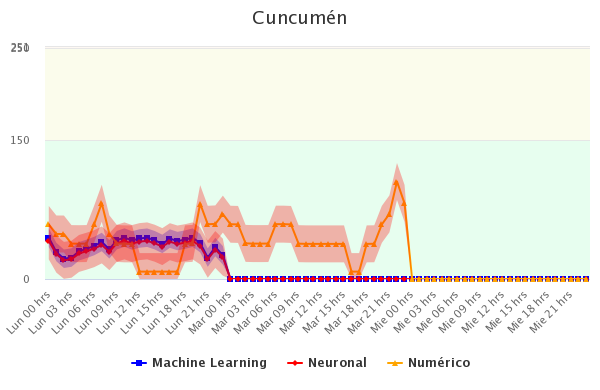 Cuncumén
250
150
0
Lun 00 hrs
Lun 03 hrs
Lun 06 hrs
Lun 09 hrs
Lun 12 hrs
Lun 15 hrs
Lun 18 hrs
Lun 21 hrs
Mar 00 hrs
Mar 03 hrs
Mar 06 hrs
Mar 09 hrs
Mar 12 hrs
Mar 15 hrs
Mar 18 hrs
Mar 21 hrs
Mie 00 hrs
Mie 03 hrs
Mie 06 hrs
Mie 09 hrs
Mie 12 hrs
Mie 15 hrs
Mie 18 hrs
Mie 21 hrs
Machine Learning Neuronal Numérico